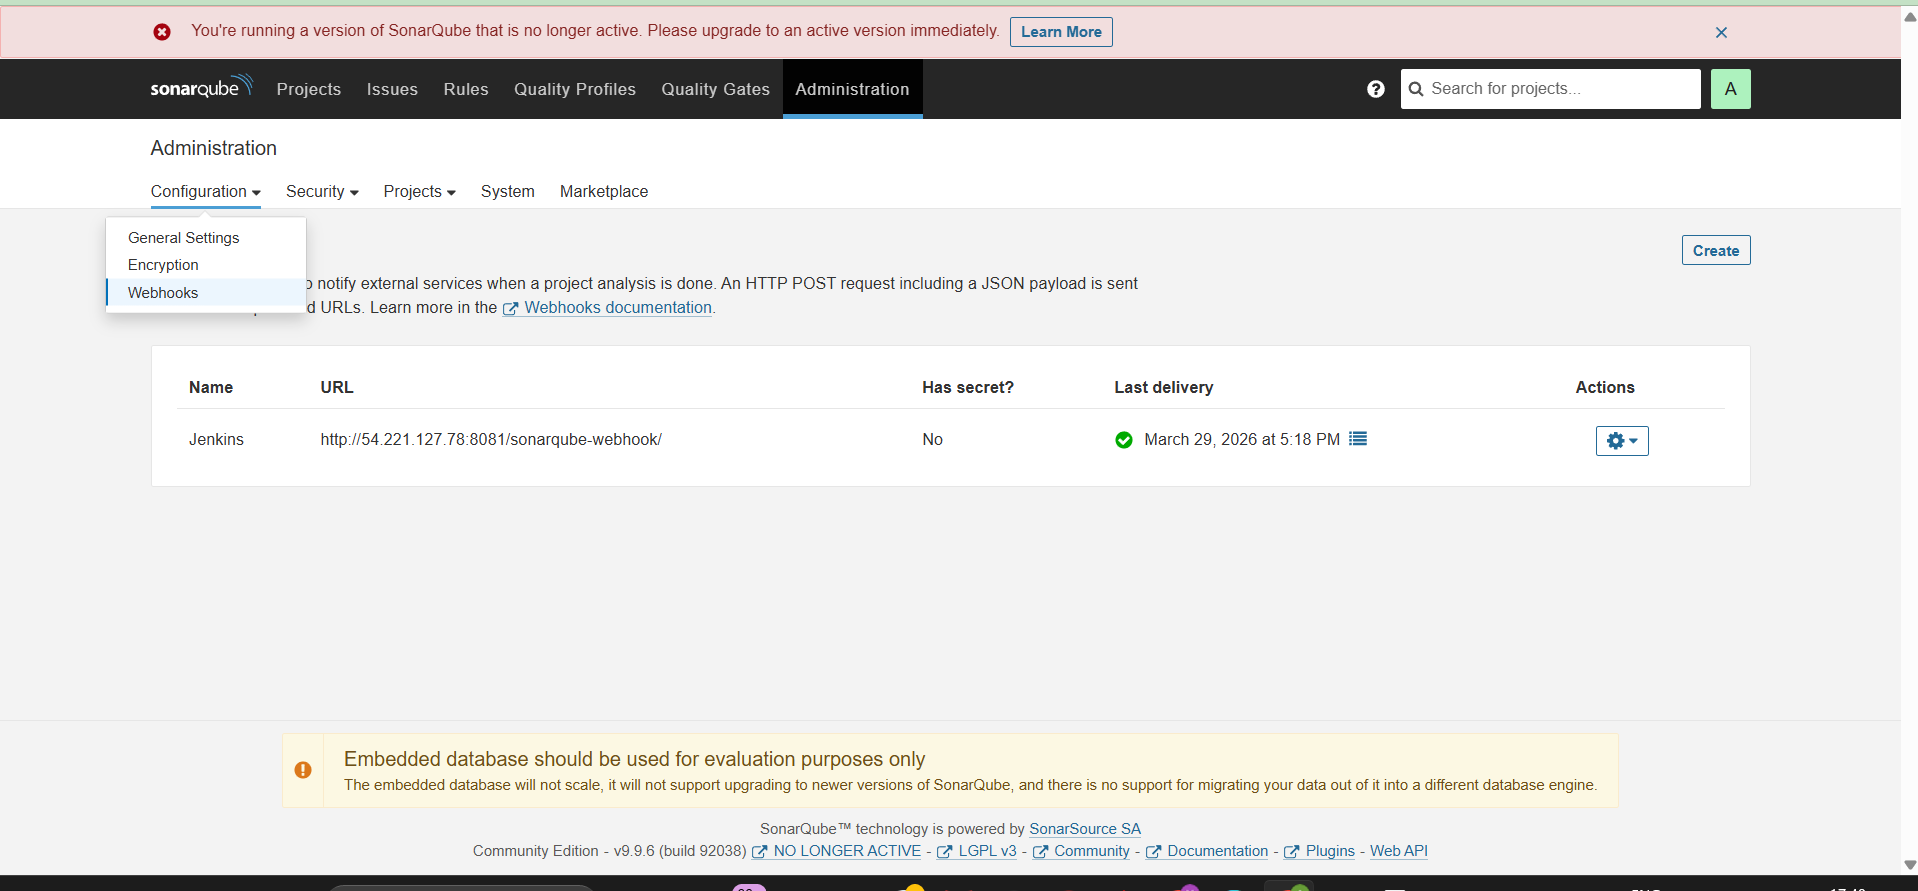 You're running a version of SonarQube that is no longer active. Please upgrade to an active version immediately. Learn More
sonarqube Projects Issues Rules Quality Profiles Quality Gates Administration Search for projects... A
Administration
Configuration Security Projects System Marketplace
General Settings
Encryption
Webhooks
Create
notify external services when a project analysis is done. An HTTP POST request including a JSON payload is sent
URLs. Learn more in the Webhooks documentation.
Name URL Has secret? Last delivery Actions
Jenkins http://54.221.127.78:8081/sonarqube-webhook/ No March 29, 2026 at 5:18 PM
Embedded database should be used for evaluation purposes only
The embedded database will not scale, it will not support upgrading to newer versions of SonarQube, and there is no support for migrating your data out of it into a different database engine.
SonarQube™ technology is powered by SonarSource SA
Community Edition - v9.9.6 (build 92038) NO LONGER ACTIVE - LGPL v3 - Community - Documentation - Plugins - Web API